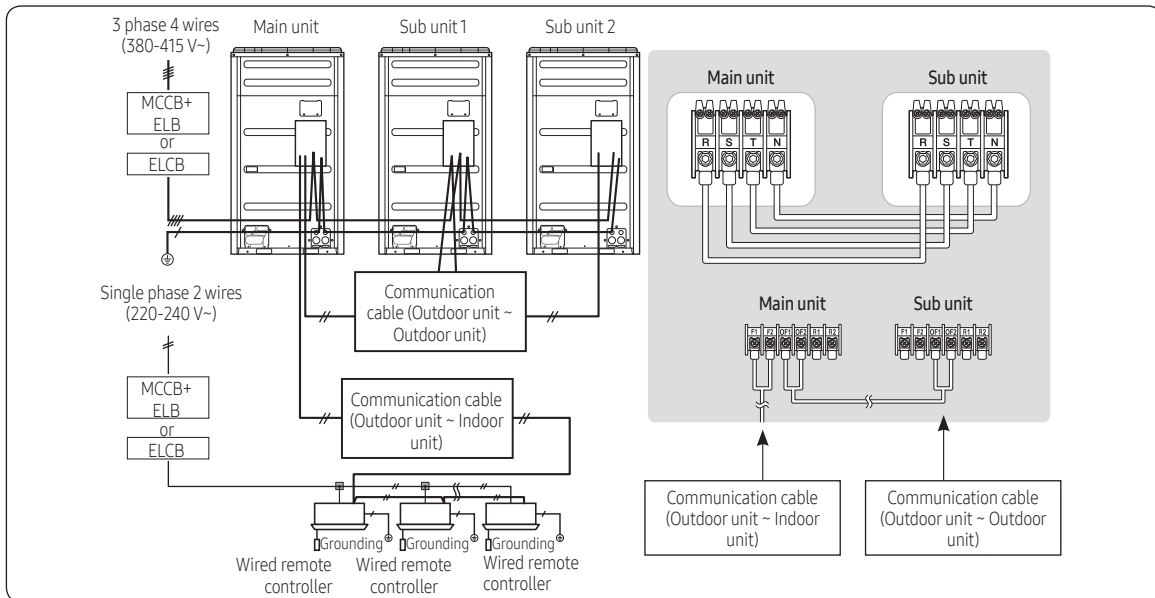 3 phase 4 wires
(380-415 V~)
Main unit
Sub unit 1
Sub unit 2
MCCB+
ELB
or
ELCB
Single phase 2 wires
(220-240 V~)
MCCB+
ELB
or
ELCB
Communication
cable (Outdoor unit ~
Outdoor unit)
Communication cable
(Outdoor unit ~ Indoor
unit)
Grounding
Grounding
Grounding
Wired remote
controller
Wired remote
controller
Wired remote
controller
Main unit
Sub unit
R S T N
R S T N
Main unit
Sub unit
F1 F2 OF1 OF2 R1 R2
F1 F2 OF1 OF2 R1 R2
Communication cable
(Outdoor unit ~ Indoor
unit)
Communication cable
(Outdoor unit ~ Outdoor
unit)